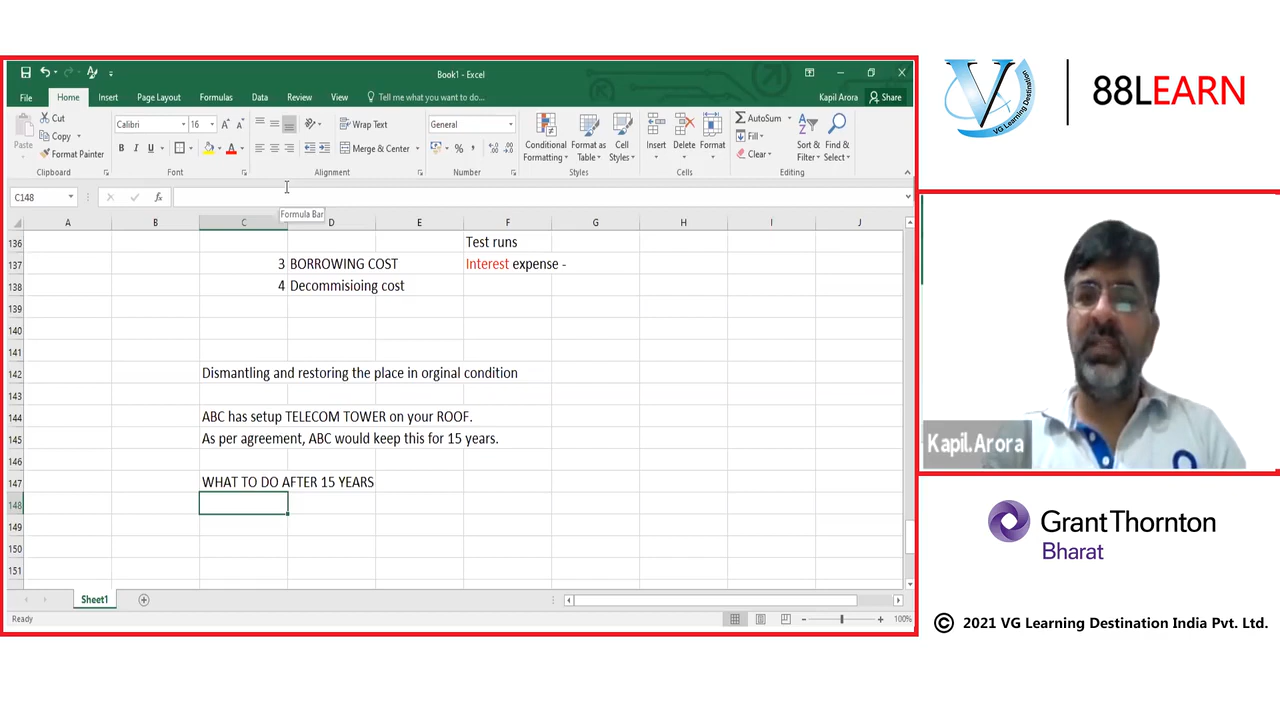 Book1 - Excel
File Home Insert Page Layout Formulas Data Review View Tell me what you want to do... Kapil Arora Share
Paste Cut Copy Format Painter
Calibri 16 B I U A
Wrap Text Merge & Center
General %
Conditional Formatting Format as Table Cell Styles
Insert Delete Format
AutoSum Fill Clear Sort & Filter Find & Select
Clipboard Font Alignment Number Styles Cells Editing
C148 fx
Formula Bar
A B C D E F G H I J
136 Test runs
137 3 BORROWING COST Interest expense -
138 4 Decommisioing cost
139
140
141
142 Dismantling and restoring the place in orginal condition
143
144 ABC has setup TELECOM TOWER on your ROOF.
145 As per agreement, ABC would keep this for 15 years.
146
147 WHAT TO DO AFTER 15 YEARS
148
149
150
151
Sheet1
Ready 100%
V
VG Learning Destination
88LEARN
Kapil.Arora
GrantThornton
Bharat
© 2021 VG Learning Destination India Pvt. Ltd.